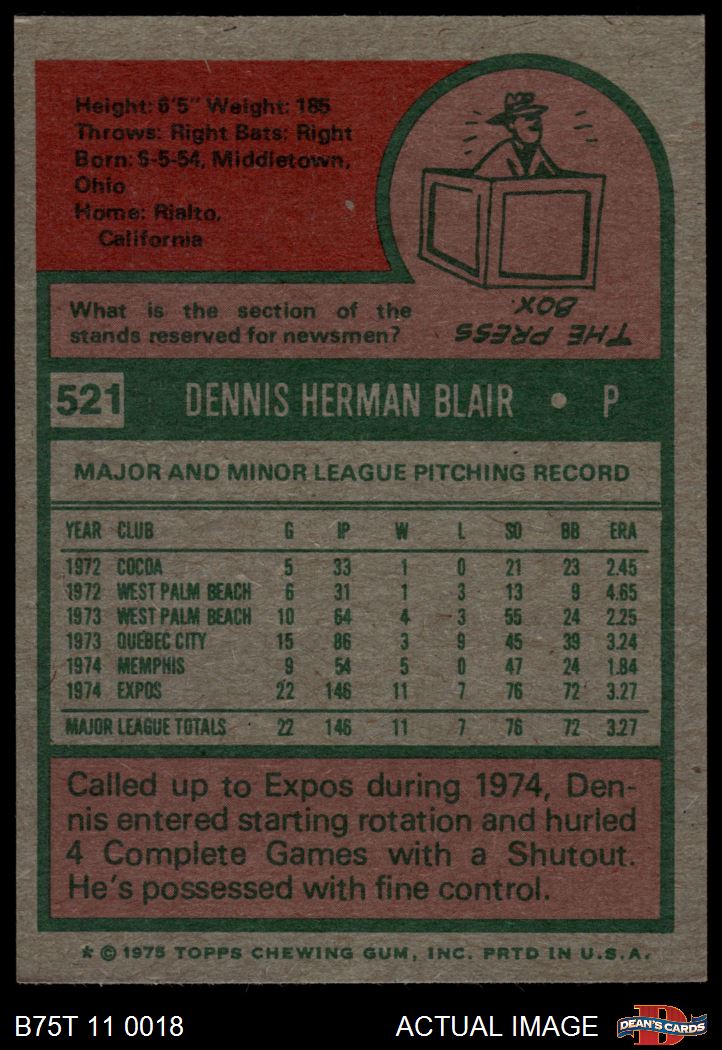 Height: 6'5" Weight: 185
Throws: Right Bats: Right
Born: 6-5-54, Middletown,
Ohio
Home: Rialto,
California
What is the section of the
stands reserved for newsmen?
THE PRESS
BOX.
521 DENNIS HERMAN BLAIR • P
MAJOR AND MINOR LEAGUE PITCHING RECORD
YEAR CLUB G IP W L SO BB ERA
1972 COCOA 5 33 1 0 21 23 2.45
1972 WEST PALM BEACH 6 31 1 3 13 9 4.65
1973 WEST PALM BEACH 10 64 4 3 55 24 2.25
1973 QUEBEC CITY 15 86 3 9 45 39 3.24
1974 MEMPHIS 9 54 5 0 47 24 1.84
1974 EXPOS 22 146 11 7 76 72 3.27
MAJOR LEAGUE TOTALS 22 146 11 7 76 72 3.27
Called up to Expos during 1974, Den-
nis entered starting rotation and hurled
4 Complete Games with a Shutout.
He's possessed with fine control.
* © 1975 TOPPS CHEWING GUM, INC. PRTD IN U.S.A.
B75T 11 0018 ACTUAL IMAGE
D
DEAN'S CARDS